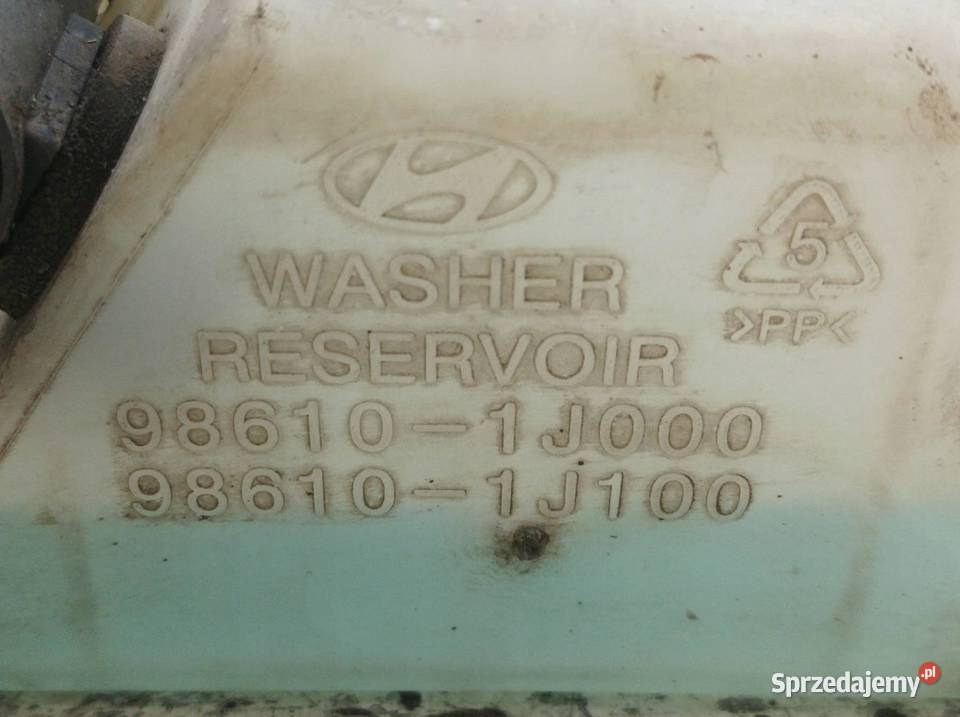 WASHER
RESERVOIR
98610-1J000
98610-1J100
5
>PP<
Sprzedajemy.pl